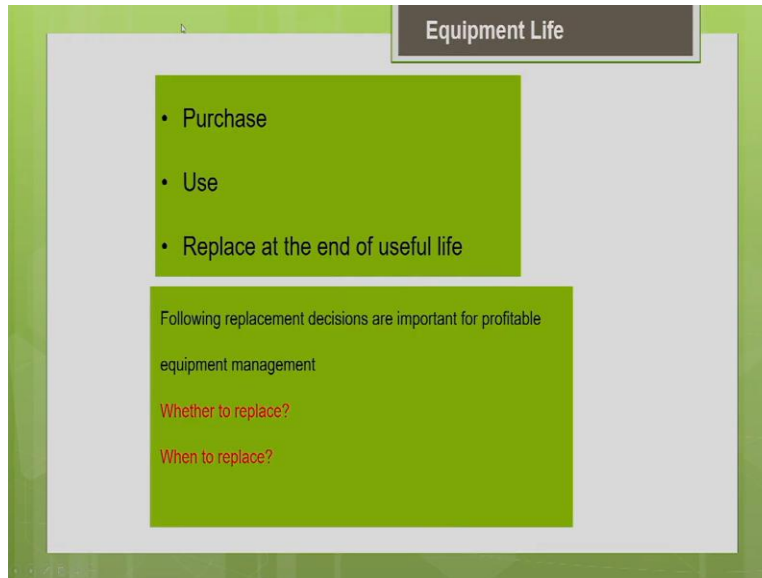 Equipment Life
• Purchase
• Use
• Replace at the end of useful life
Following replacement decisions are important for profitable
equipment management
Whether to replace?
When to replace?